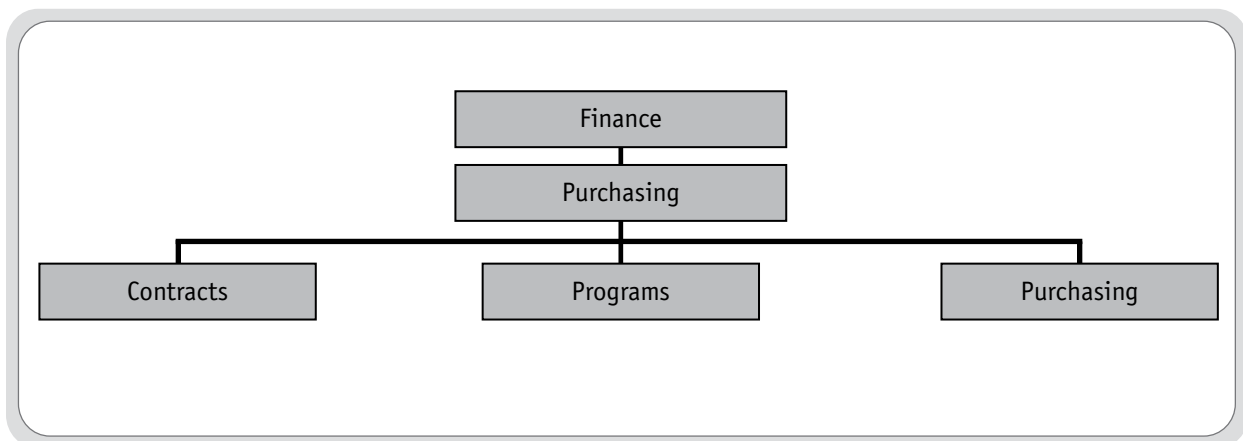 Finance
Purchasing
Contracts
Programs
Purchasing